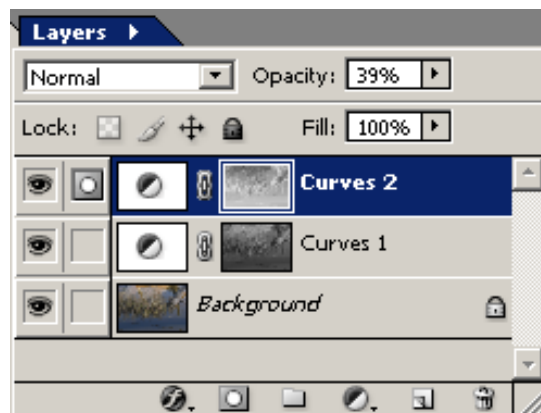 Layers
Normal Opacity: 39%
Lock: Fill: 100%
Curves 2
Curves 1
Background